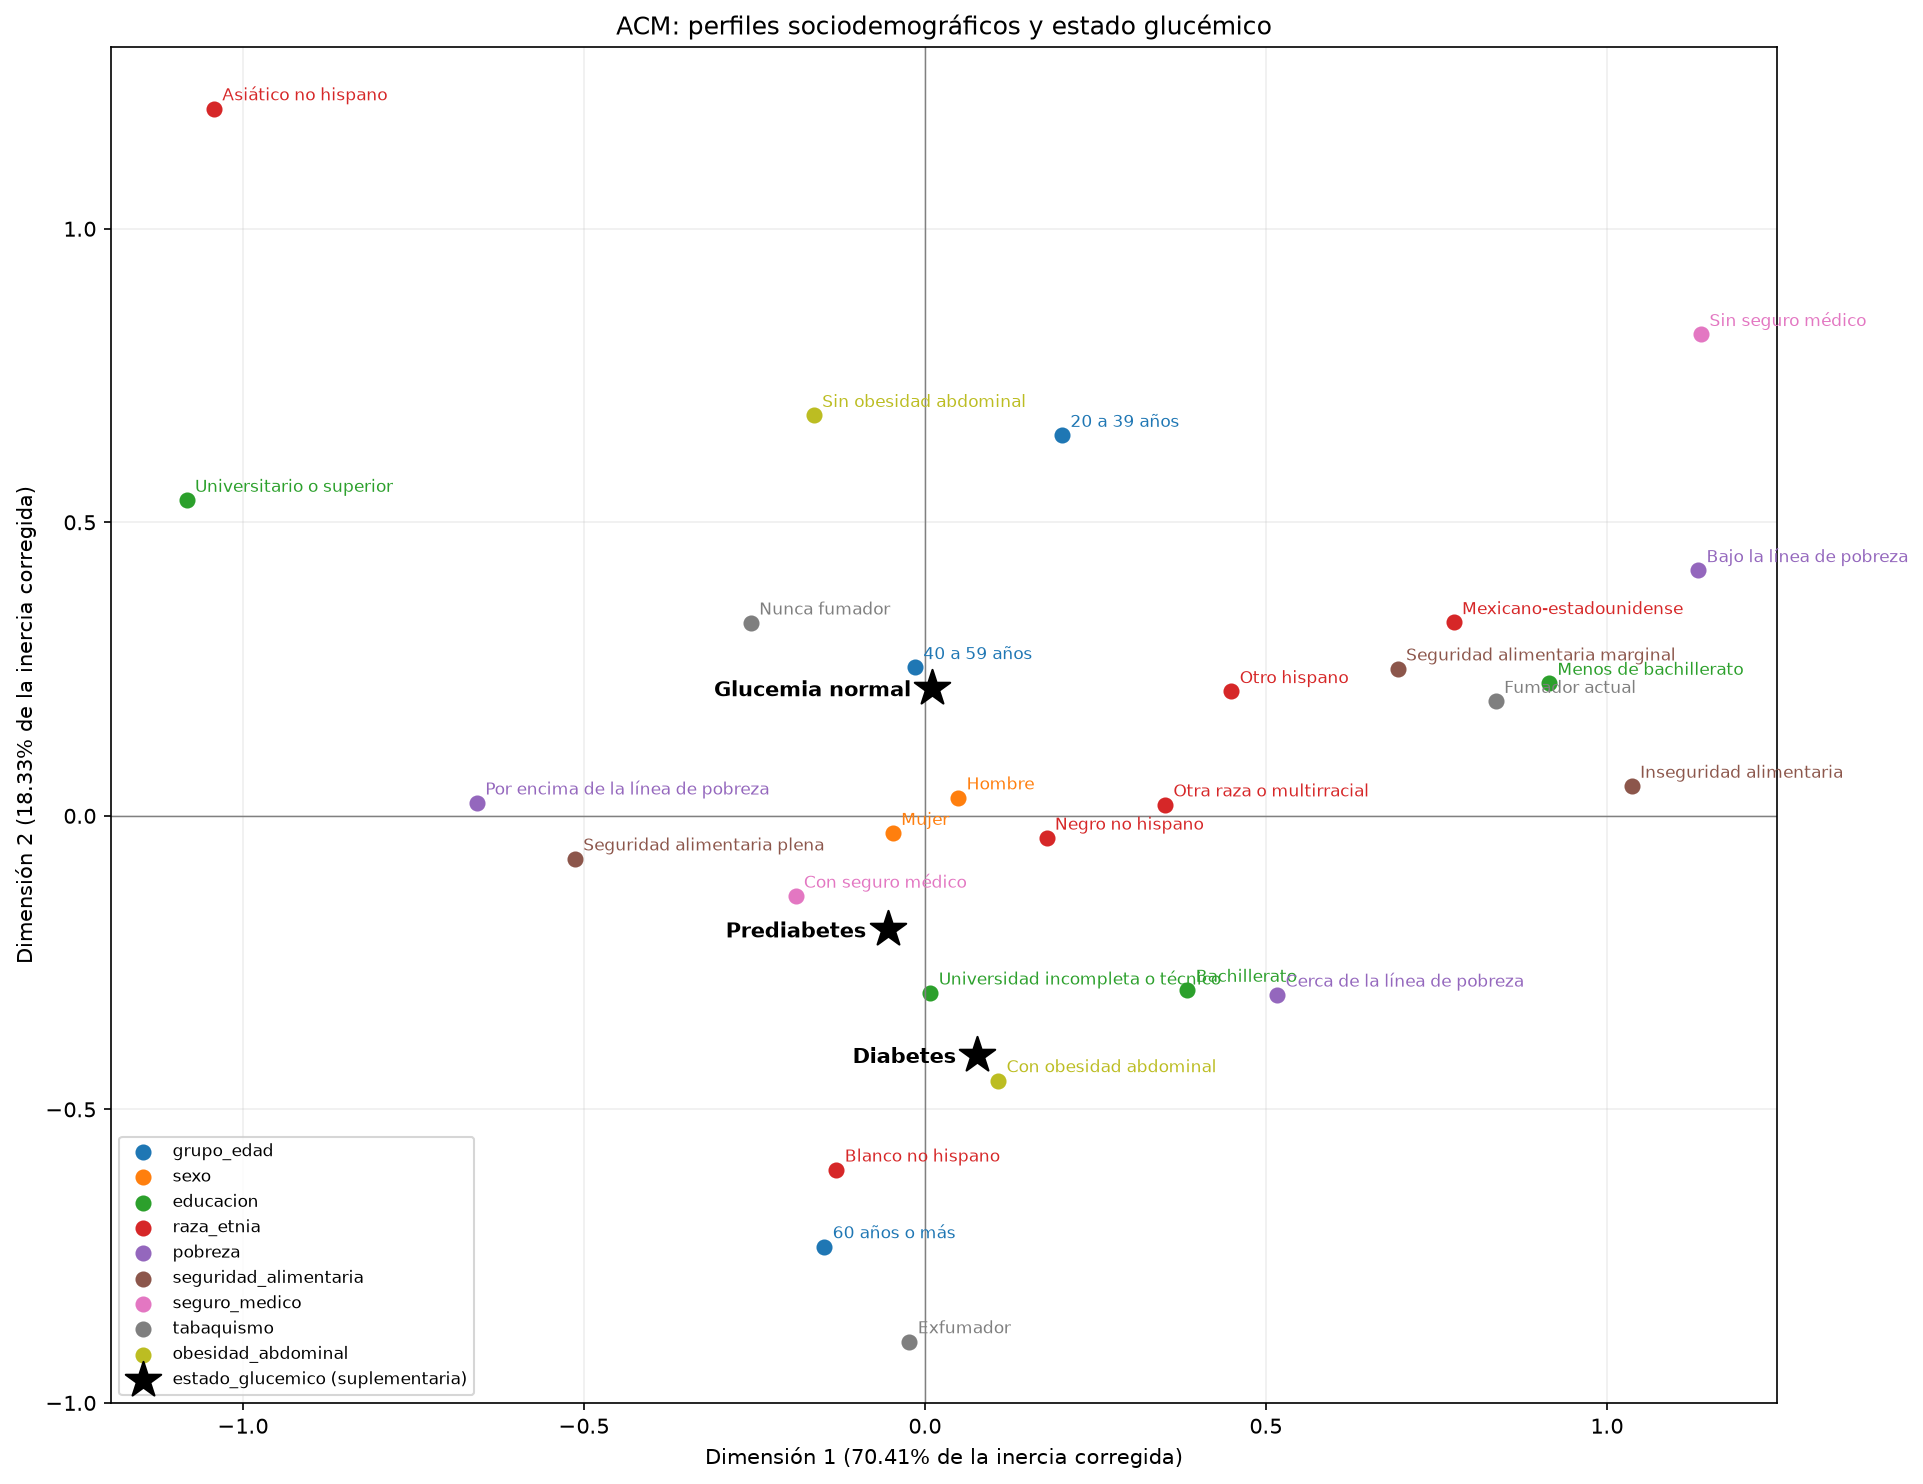 ACM: perfiles sociodemográficos y estado glucémico
Asiático no hispano
1.0
Sin seguro médico
Sin obesidad abdominal
20 a 39 años
Universitario o superior
0.5
Bajo la línea de pobreza
Nunca fumador
Mexicano-estadounidense
40 a 59 años
Seguridad alimentaria marginal
Menos de bachillerato
Otro hispano
Fumador actual
Glucemia normal
Inseguridad alimentaria
Por encima de la línea de pobreza
Hombre
Otra raza o multirracial
0.0
Mujer
Negro no hispano
Seguridad alimentaria plena
Con seguro médico
Prediabetes
Universidad incompleta o técnico
Bachillerato
Cerca de la línea de pobreza
Diabetes
Con obesidad abdominal
−0.5
Blanco no hispano
60 años o más
Exfumador
grupo_edad
sexo
educacion
raza_etnia
pobreza
seguridad_alimentaria
seguro_medico
tabaquismo
obesidad_abdominal
estado_glucemico (suplementaria)
−1.0
−1.0
−0.5
0.0
0.5
1.0
Dimensión 1 (70.41% de la inercia corregida)
Dimensión 2 (18.33% de la inercia corregida)